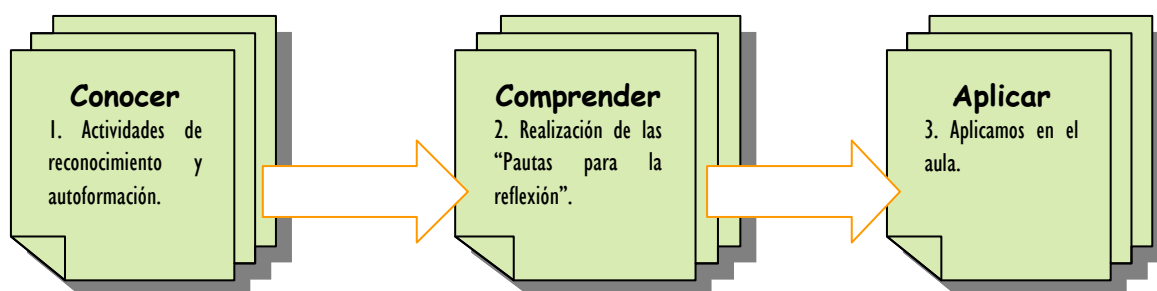 Conocer
1. Actividades de
reconocimiento y
autoformación.
Comprender
2. Realización de las
“Pautas para la
reflexión”.
Aplicar
3. Aplicamos en el
aula.